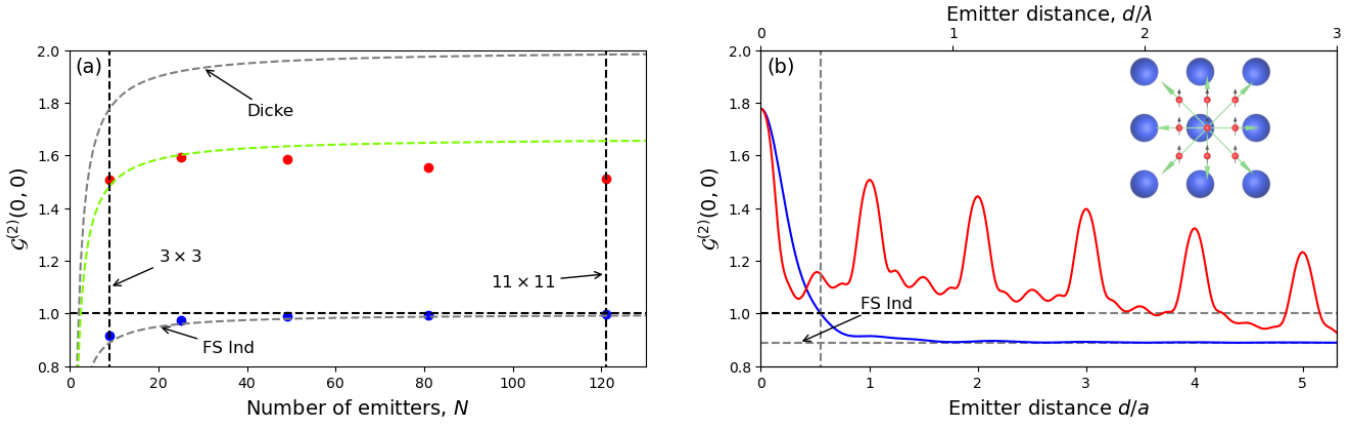 Emitter distance, d/λ
0 1 2 3
(a)
(b)
2.0
1.8
1.6
1.4
1.2
1.0
0.8
𝒢⁽²⁾(0, 0)
Dicke
3 × 3
11 × 11
FS Ind
0 20 40 60 80 100 120
Number of emitters, N
2.0
1.8
1.6
1.4
1.2
1.0
0.8
𝒢⁽²⁾(0, 0)
FS Ind
0 1 2 3 4 5
Emitter distance d/a